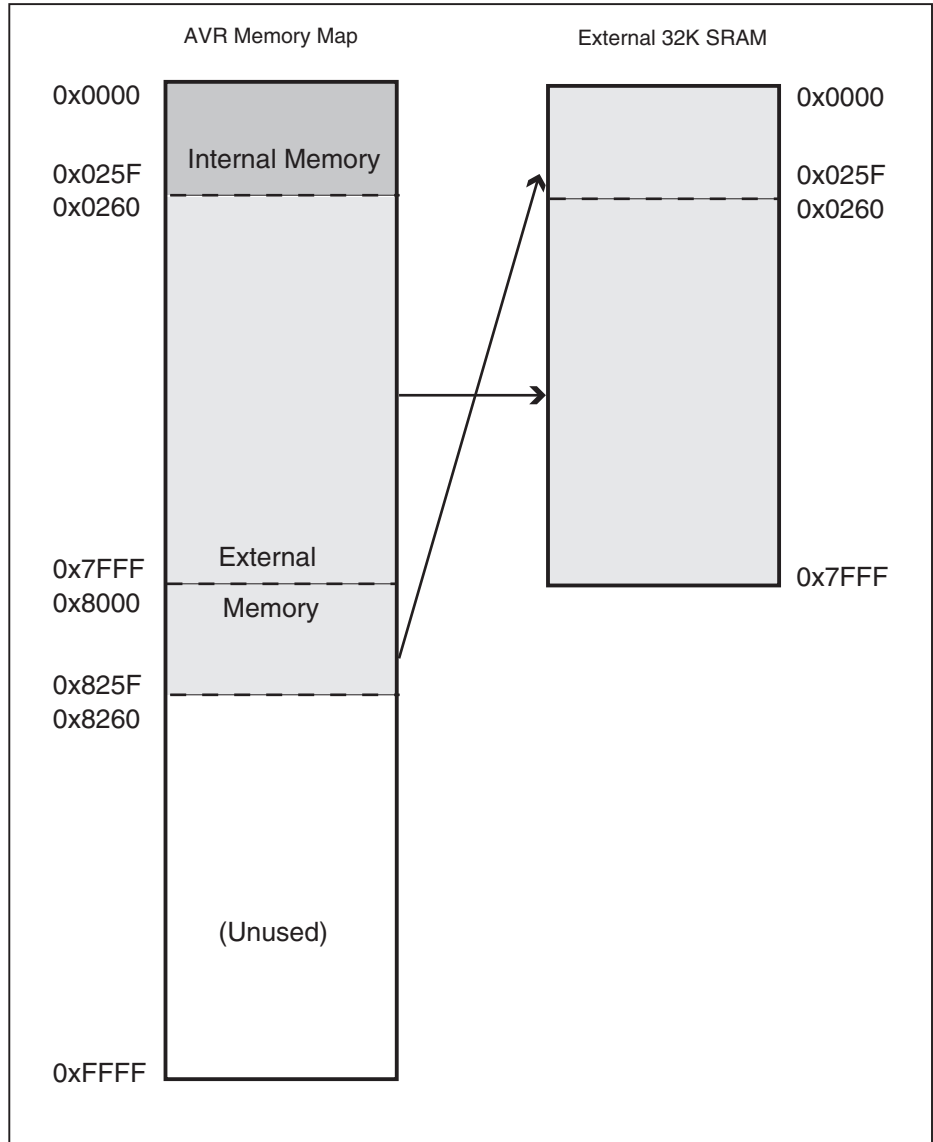 AVR Memory Map
0x0000
Internal Memory
0x025F
0x0260
External
0x7FFF
0x8000
Memory
0x825F
0x8260
(Unused)
0xFFFF
External 32K SRAM
0x0000
0x025F
0x0260
0x7FFF